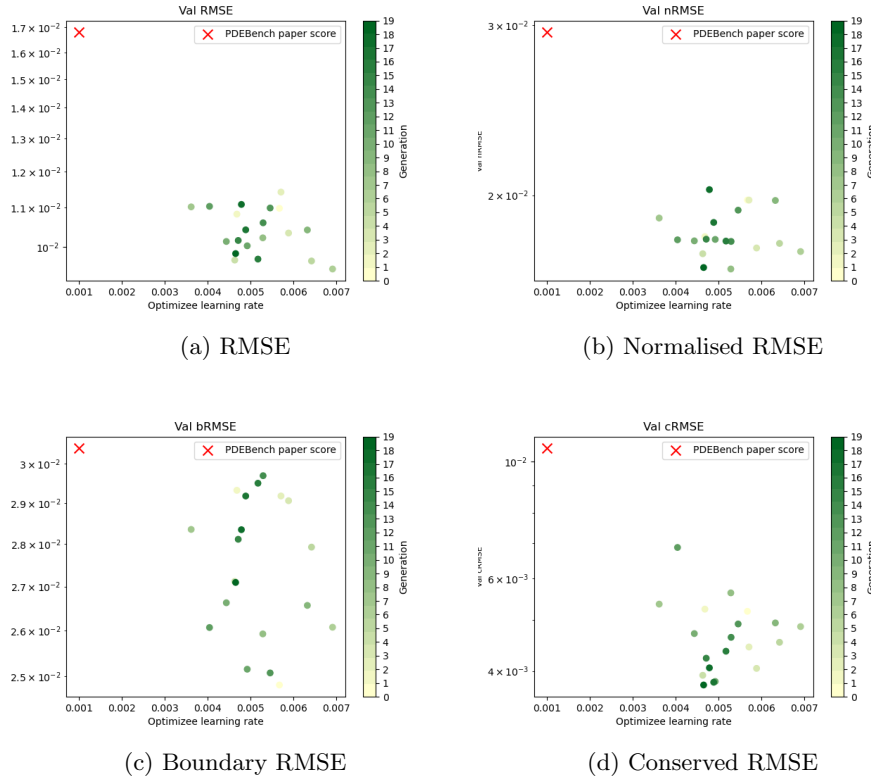 Val RMSE
PDEBench paper score
1.7 × 10⁻²
1.6 × 10⁻²
1.5 × 10⁻²
1.4 × 10⁻²
1.3 × 10⁻²
1.2 × 10⁻²
1.1 × 10⁻²
10⁻²
0.001 0.002 0.003 0.004 0.005 0.006 0.007
Optimizee learning rate
19
18
17
16
14
13
12
11
10
9
8
7
6
5
4
3
2
1
0
Generation
(a) RMSE
Val nRMSE
PDEBench paper score
3 × 10⁻²
2 × 10⁻²
Val nRMSE
0.001 0.002 0.003 0.004 0.005 0.006 0.007
Optimizee learning rate
19
18
17
16
14
13
12
11
10
9
8
7
6
5
4
3
2
1
0
Generation
(b) Normalised RMSE
Val bRMSE
PDEBench paper score
3 × 10⁻²
2.9 × 10⁻²
2.8 × 10⁻²
2.7 × 10⁻²
2.6 × 10⁻²
2.5 × 10⁻²
0.001 0.002 0.003 0.004 0.005 0.006 0.007
Optimizee learning rate
19
18
17
16
14
13
12
11
10
9
8
7
6
5
4
3
2
1
0
Generation
(c) Boundary RMSE
Val cRMSE
PDEBench paper score
10⁻²
6 × 10⁻³
4 × 10⁻³
Val cRMSE
0.001 0.002 0.003 0.004 0.005 0.006 0.007
Optimizee learning rate
19
18
17
16
14
13
12
11
10
9
8
7
6
5
4
3
2
1
0
Generation
(d) Conserved RMSE